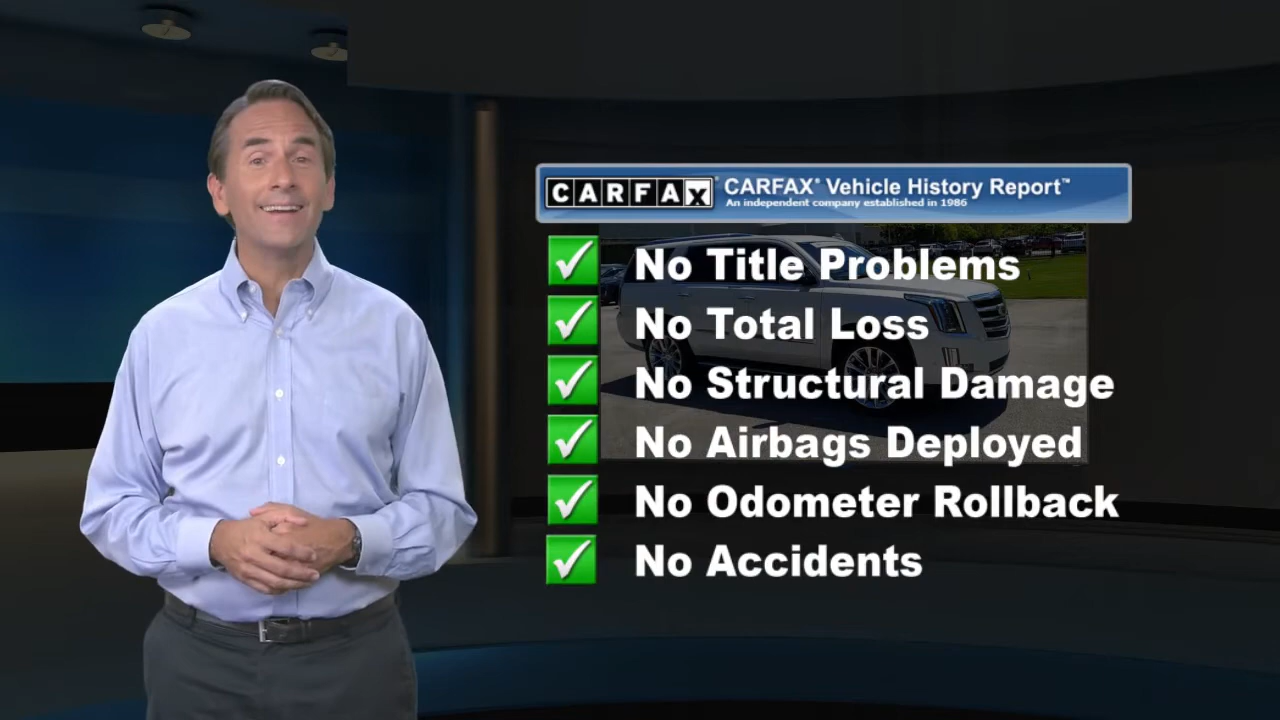 CARFAX® CARFAX® Vehicle History Report™
An independent company established in 1986
No Title Problems
No Total Loss
No Structural Damage
No Airbags Deployed
No Odometer Rollback
No Accidents